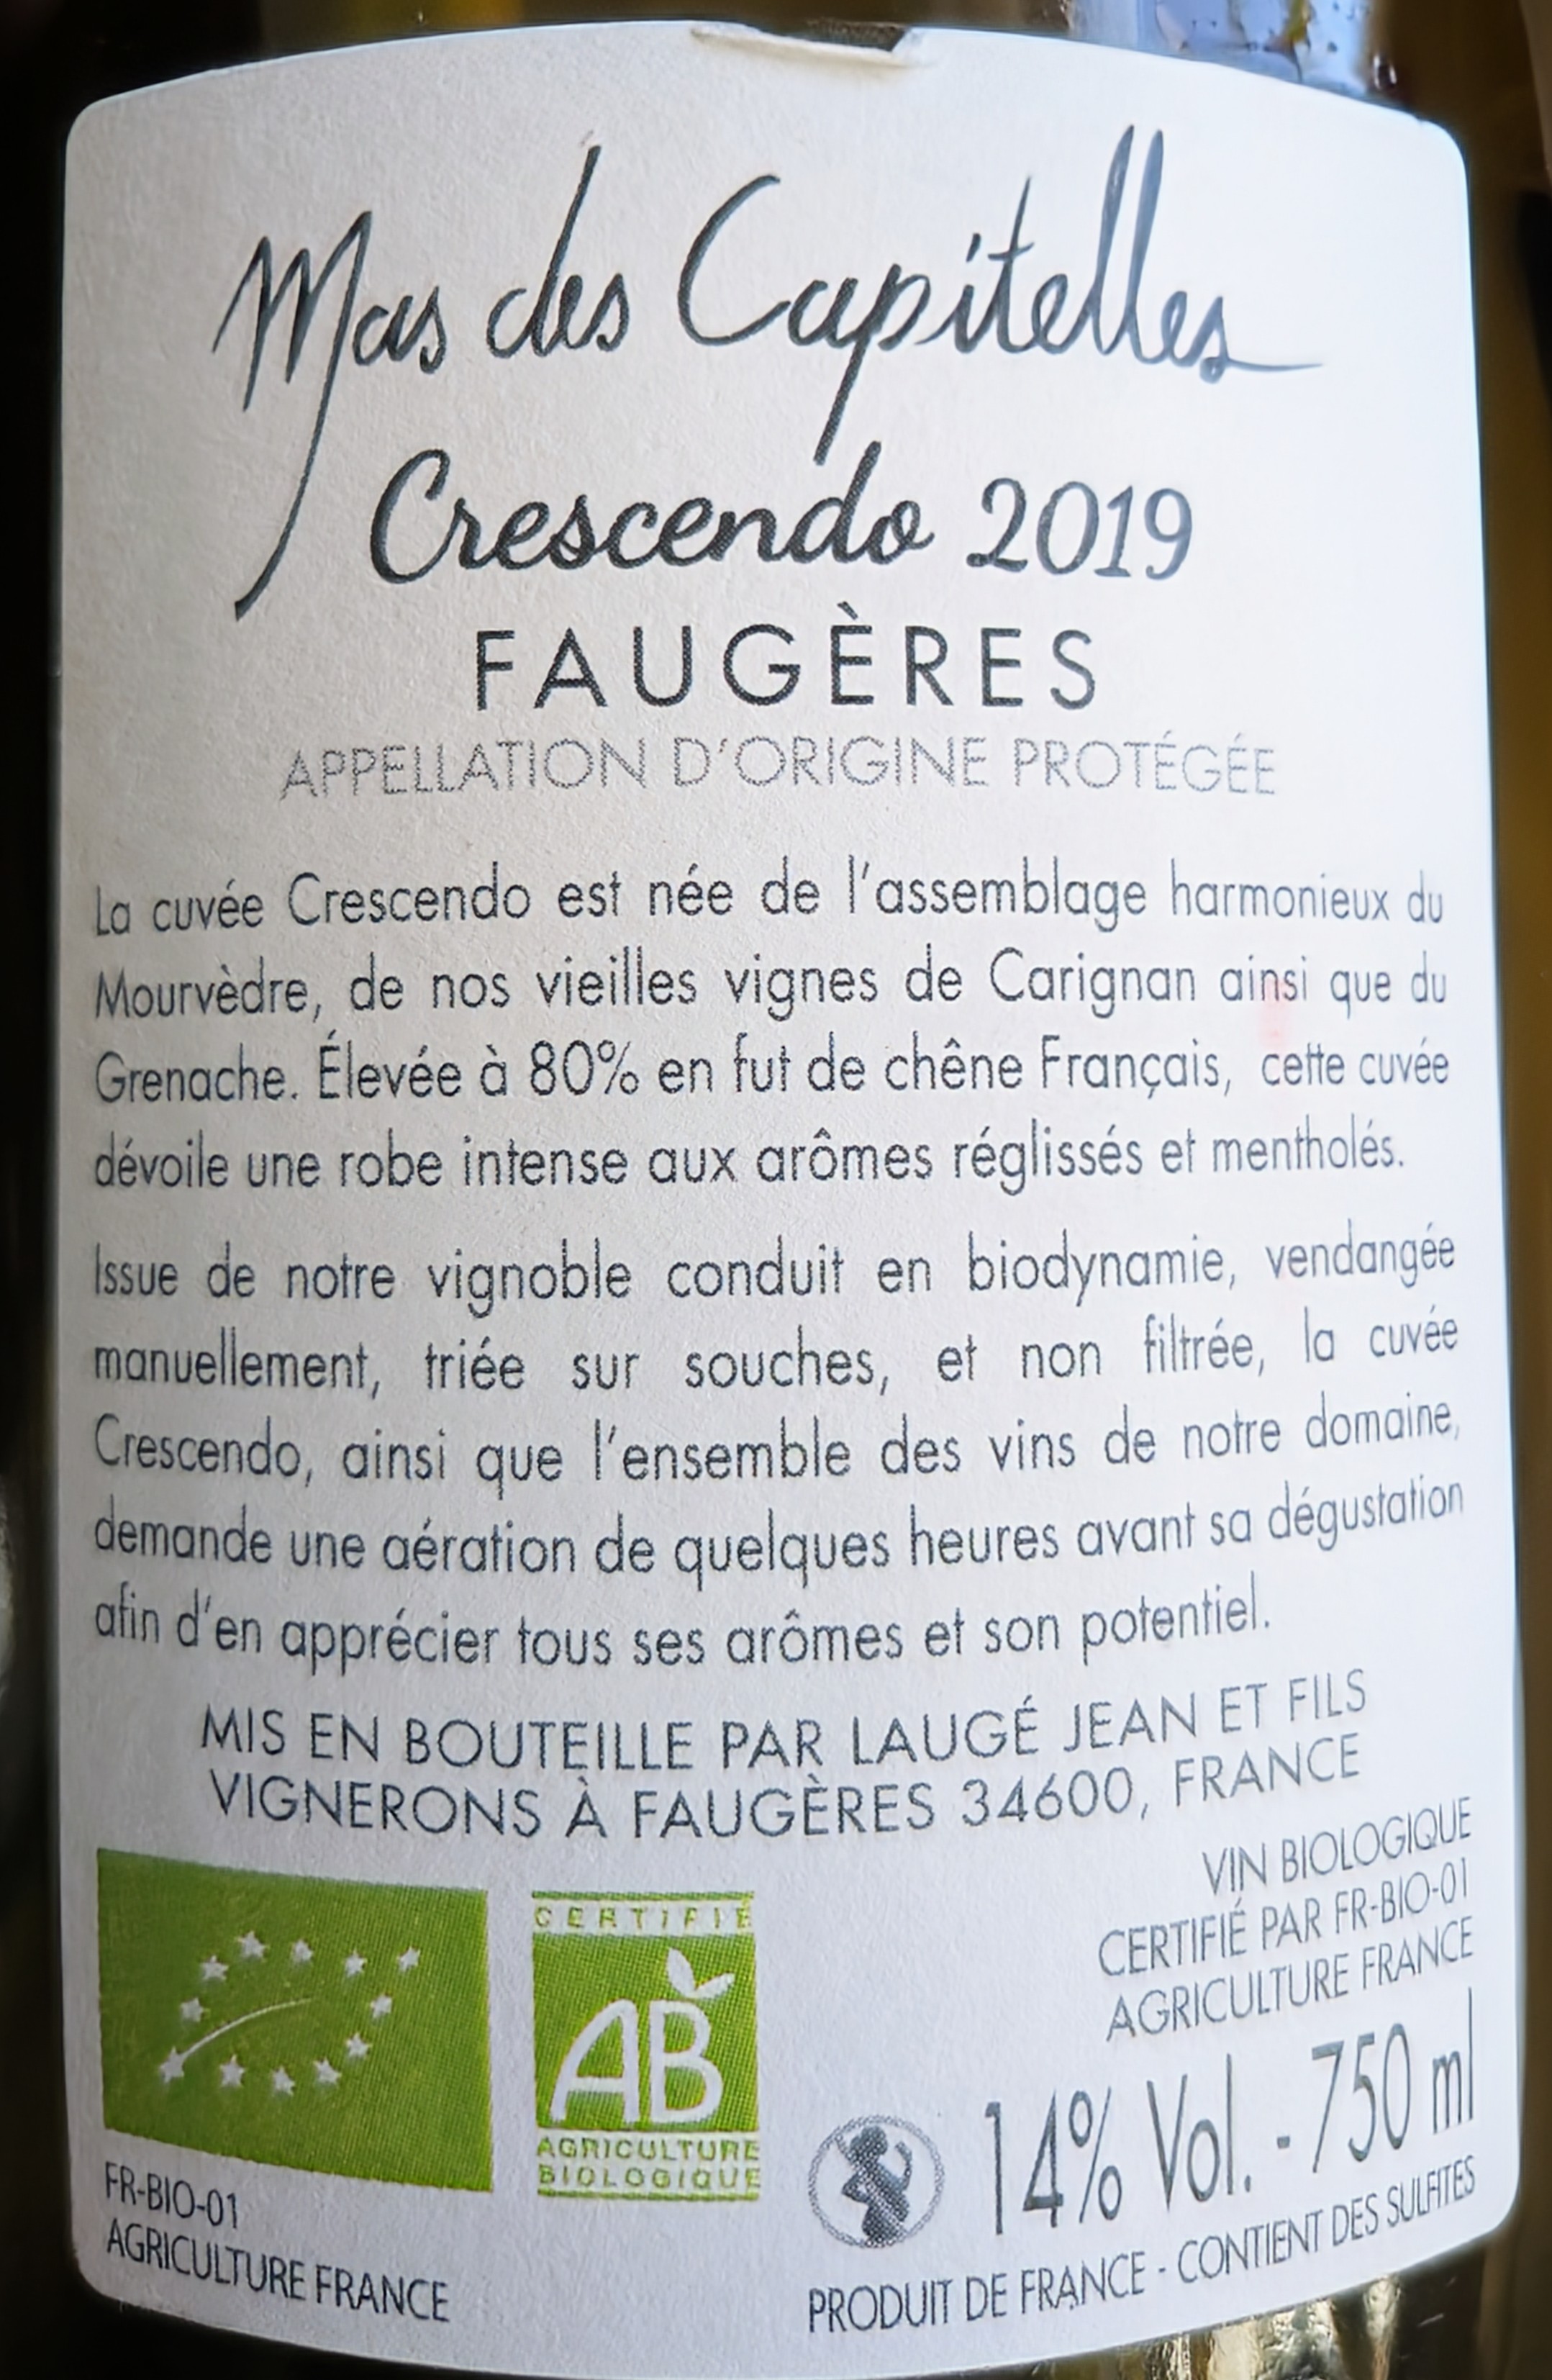 Mas des Capitelles
Crescendo 2019
FAUGÈRES
APPELLATION D'ORIGINE PROTÉGÉE
La cuvée Crescendo est née de l'assemblage harmonieux du
Mourvèdre, de nos vieilles vignes de Carignan ainsi que du
Grenache. Élevée à 80% en fut de chêne Français, cette cuvée
dévoile une robe intense aux arômes réglissés et mentholés.
Issue de notre vignoble conduit en biodynamie, vendangée
manuellement, triée sur souches, et non filtrée, la cuvée
Crescendo, ainsi que l'ensemble des vins de notre domaine,
demande une aération de quelques heures avant sa dégustation
afin d'en apprécier tous ses arômes et son potentiel.
MIS EN BOUTEILLE PAR LAUGÉ JEAN ET FILS
VIGNERONS À FAUGÈRES 34600, FRANCE
VIN BIOLOGIQUE
CERTIFIÉ PAR FR-BIO-01
AGRICULTURE FRANCE
CERTIFIÉ
AB
AGRICULTURE
BIOLOGIQUE
FR-BIO-01
AGRICULTURE FRANCE
14% Vol. - 750 ml
PRODUIT DE FRANCE - CONTIENT DES SULFITES